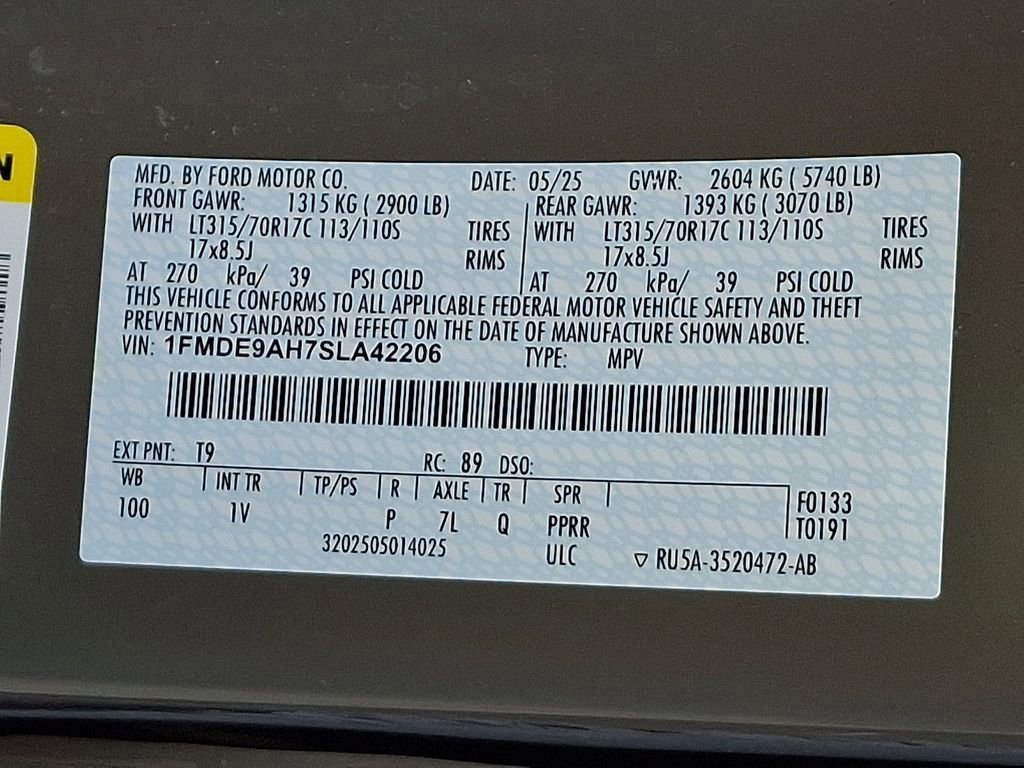 N
MFD. BY FORD MOTOR CO. DATE: 05/25 GVWR: 2604 KG ( 5740 LB)
FRONT GAWR: 1315 KG ( 2900 LB) REAR GAWR: 1393 KG ( 3070 LB)
WITH LT315/70R17C 113/110S TIRES WITH LT315/70R17C 113/110S TIRES
17x8.5J RIMS 17x8.5J RIMS
AT 270 kPa/ 39 PSI COLD AT 270 kPa/ 39 PSI COLD
THIS VEHICLE CONFORMS TO ALL APPLICABLE FEDERAL MOTOR VEHICLE SAFETY AND THEFT
PREVENTION STANDARDS IN EFFECT ON THE DATE OF MANUFACTURE SHOWN ABOVE.
VIN: 1FMDE9AH7SLA42206 TYPE: MPV
EXT PNT: T9 RC: 89 DSO:
WB INT TR TP/PS R AXLE TR SPR F0133
100 1V P 7L Q PPRR T0191
3202505014025 ULC ▽ RU5A-3520472-AB